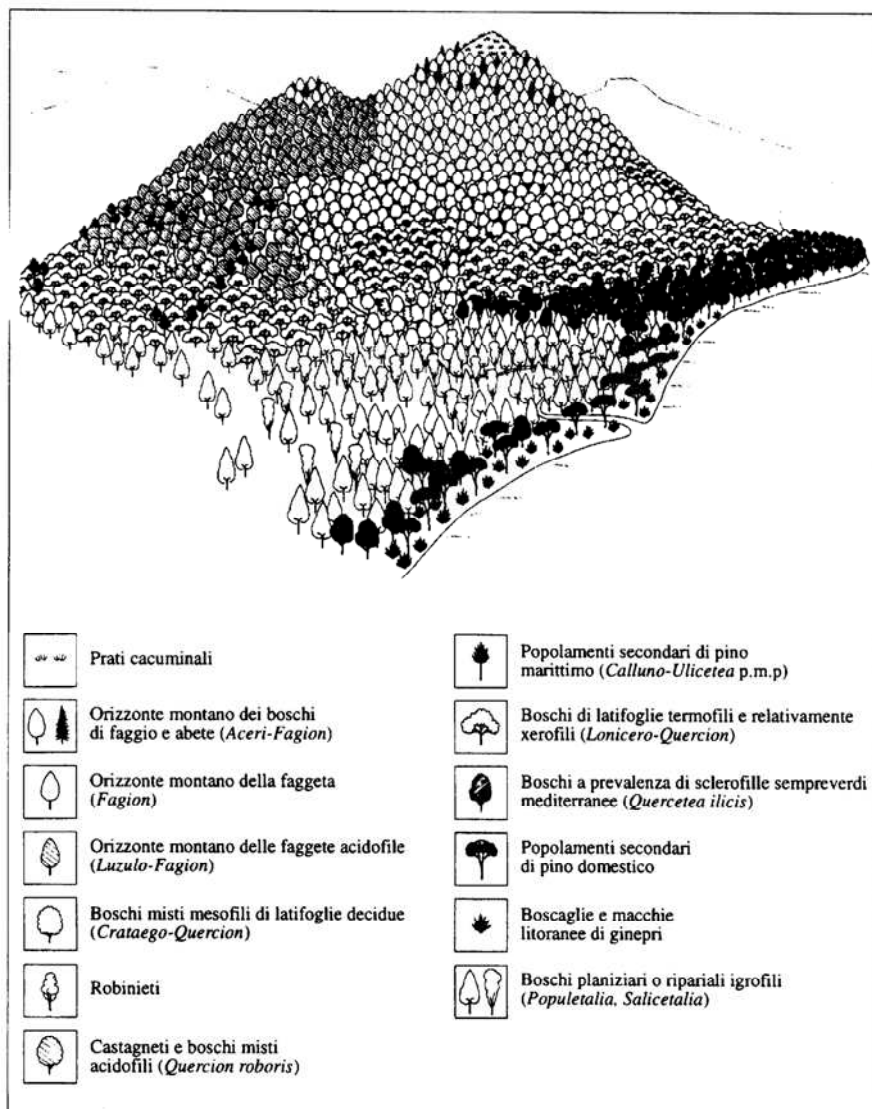 Prati cacuminali
Orizzonte montano dei boschi
di faggio e abete (Aceri-Fagion)
Orizzonte montano della faggeta
(Fagion)
Orizzonte montano delle faggete acidofile
(Luzulo-Fagion)
Boschi misti mesofili di latifoglie decidue
(Crataego-Quercion)
Robinieti
Castagneti e boschi misti
acidofili (Quercion roboris)
Popolamenti secondari di pino
marittimo (Calluno-Ulicetea p.m.p)
Boschi di latifoglie termofili e relativamente
xerofili (Lonicero-Quercion)
Boschi a prevalenza di sclerofille sempreverdi
mediterranee (Quercetea ilicis)
Popolamenti secondari
di pino domestico
Boscaglie e macchie
litoranee di ginepri
Boschi planiziari o ripariali igrofili
(Populetalia, Salicetalia)